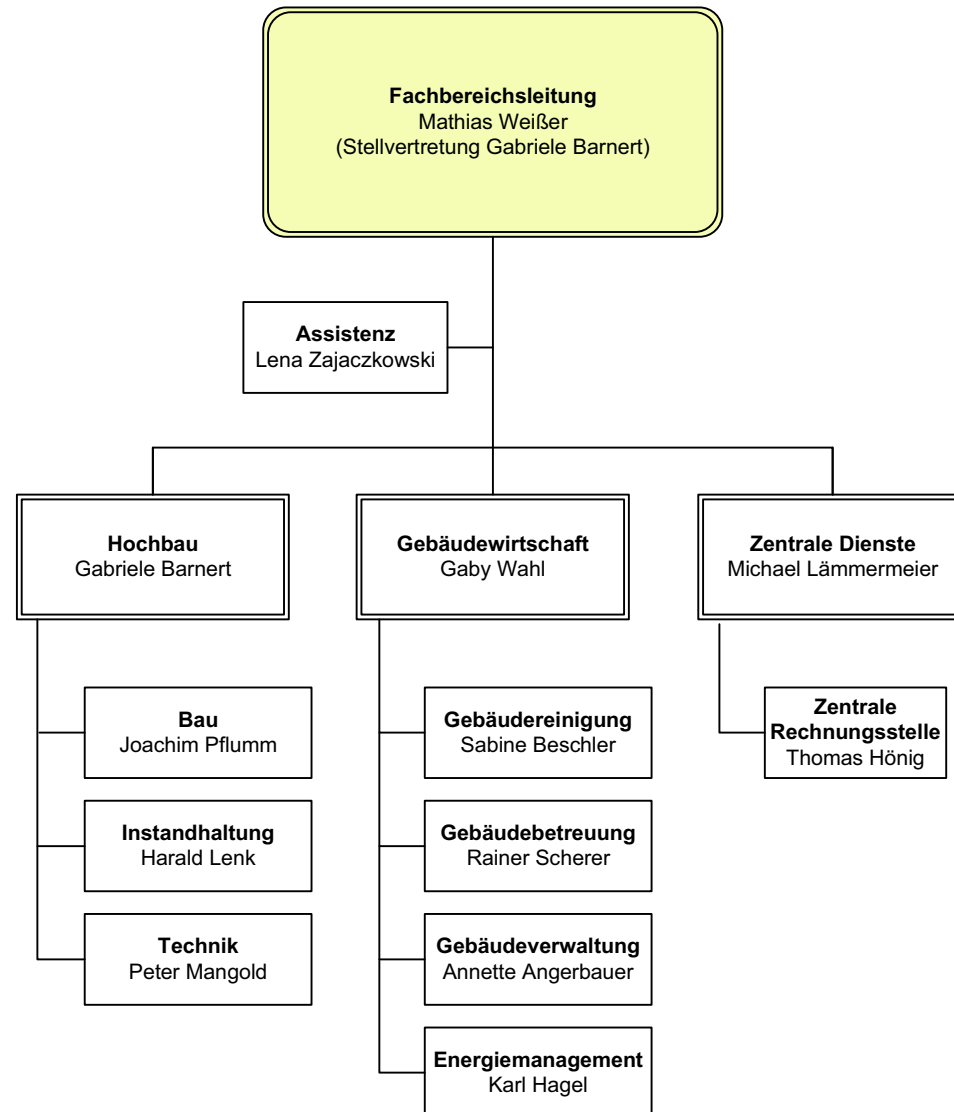 Fachbereichsleitung
Mathias Weißer
(Stellvertretung Gabriele Barnert)
Assistenz
Lena Zajaczkowski
Hochbau
Gabriele Barnert
Gebäudewirtschaft
Gaby Wahl
Zentrale Dienste
Michael Lämmermeier
Bau
Joachim Pflumm
Instandhaltung
Harald Lenk
Technik
Peter Mangold
Gebäudereinigung
Sabine Beschler
Gebäudebetreuung
Rainer Scherer
Gebäudeverwaltung
Annette Angerbauer
Energiemanagement
Karl Hagel
Zentrale
Rechnungsstelle
Thomas Hönig